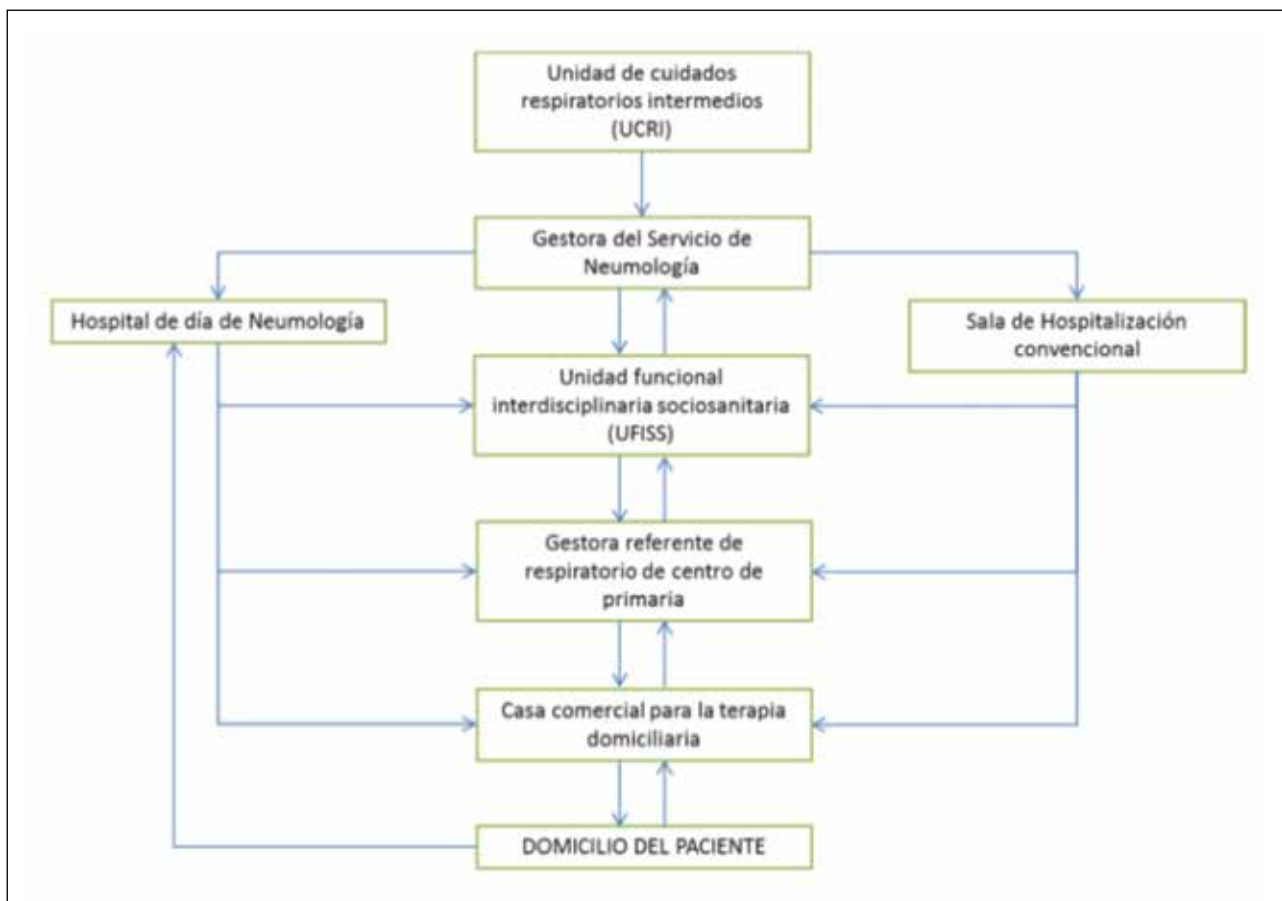 Unidad de cuidados
respiratorios intermedios
(UCRI)
Gestora del Servicio de
Neumología
Hospital de día de Neumología
Sala de Hospitalización
convencional
Unidad funcional
interdisciplinaria sociosanitaria
(UFISS)
Gestora referente de
respiratorio de centro de
primaria
Casa comercial para la terapia
domiciliaria
DOMICILIO DEL PACIENTE